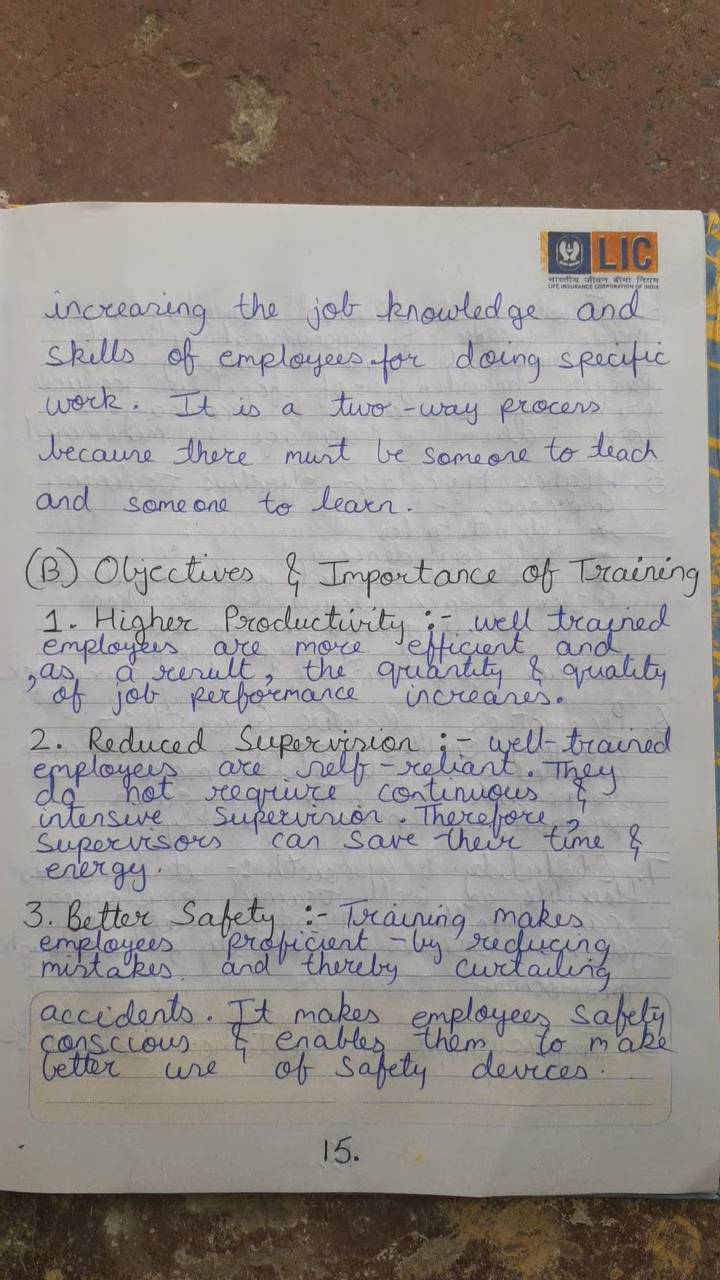 LIC
भारतीय जीवन बीमा निगम
LIFE INSURANCE CORPORATION OF INDIA
increasing the job knowledge and
skills of employees for doing specific
work. It is a two-way process
because there must be someone to teach
and someone to learn.
(B) Objectives & Importance of Training
1. Higher Productivity :- well trained
employees are more efficient and
, as a result, the quantity & quality
of job performance increases.
2. Reduced Supervision :- well-trained
employees are self-reliant. They
do not require continuous &
intensive supervision. Therefore,
supervisors can save their time &
energy.
3. Better Safety :- Training makes
employees proficient -by reducing
mistakes and thereby curtailing
accidents. It makes employees safety
conscious & enables them to make
better use of safety devices.
15.